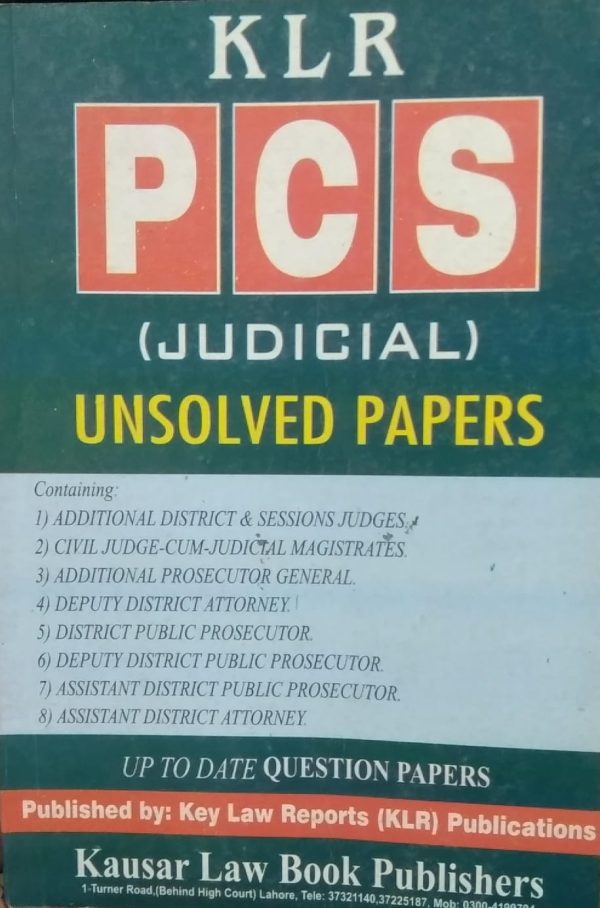 KLR
PCS
(JUDICIAL)
UNSOLVED PAPERS
Containing:
1) ADDITIONAL DISTRICT & SESSIONS JUDGES.
2) CIVIL JUDGE-CUM-JUDICIAL MAGISTRATES.
3) ADDITIONAL PROSECUTOR GENERAL.
4) DEPUTY DISTRICT ATTORNEY.
5) DISTRICT PUBLIC PROSECUTOR.
6) DEPUTY DISTRICT PUBLIC PROSECUTOR.
7) ASSISTANT DISTRICT PUBLIC PROSECUTOR.
8) ASSISTANT DISTRICT ATTORNEY.
UP TO DATE QUESTION PAPERS
Published by: Key Law Reports (KLR) Publications
Kausar Law Book Publishers
1-Turner Road,(Behind High Court) Lahore, Tele: 37321140,37225187, Mob: